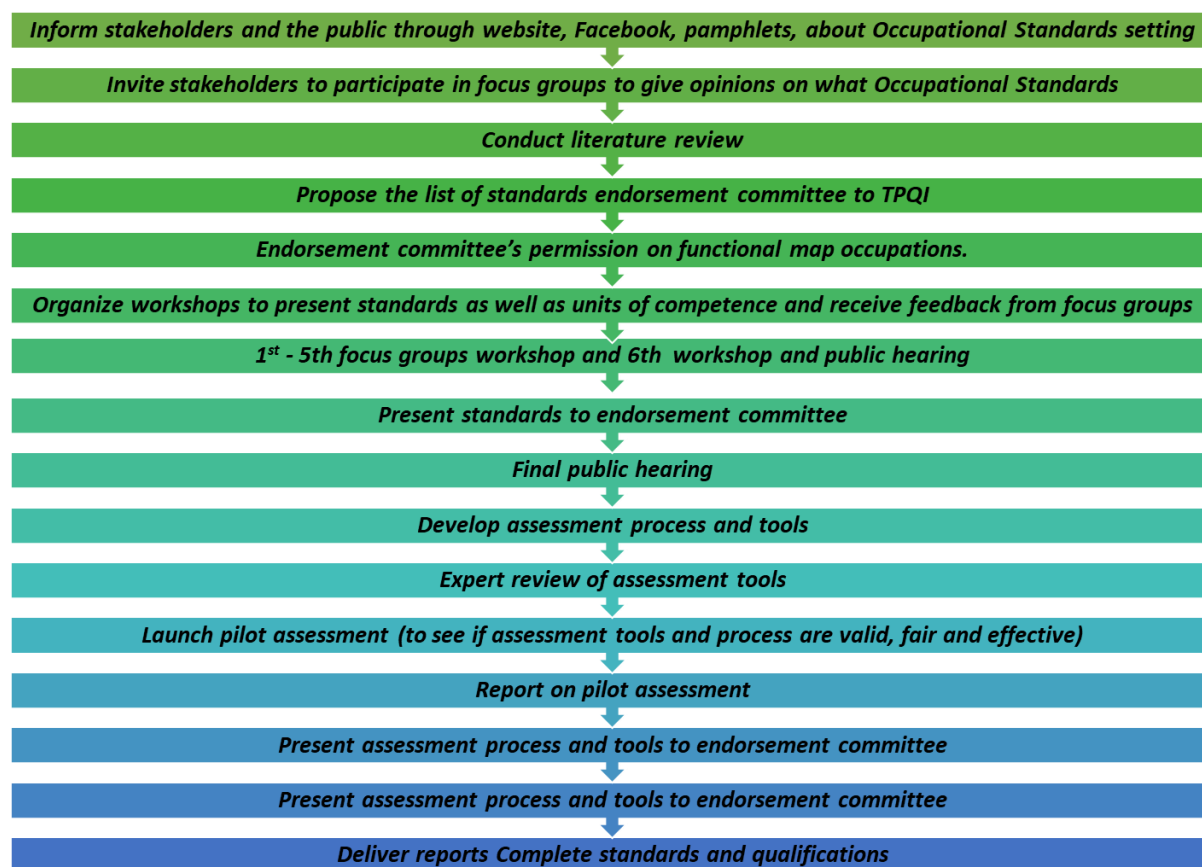 Inform stakeholders and the public through website, Facebook, pamphlets, about Occupational Standards setting
Invite stakeholders to participate in focus groups to give opinions on what Occupational Standards
Conduct literature review
Propose the list of standards endorsement committee to TPQI
Endorsement committee's permission on functional map occupations.
Organize workshops to present standards as well as units of competence and receive feedback from focus groups
1st - 5th focus groups workshop and 6th workshop and public hearing
Present standards to endorsement committee
Final public hearing
Develop assessment process and tools
Expert review of assessment tools
Launch pilot assessment (to see if assessment tools and process are valid, fair and effective)
Report on pilot assessment
Present assessment process and tools to endorsement committee
Present assessment process and tools to endorsement committee
Deliver reports Complete standards and qualifications